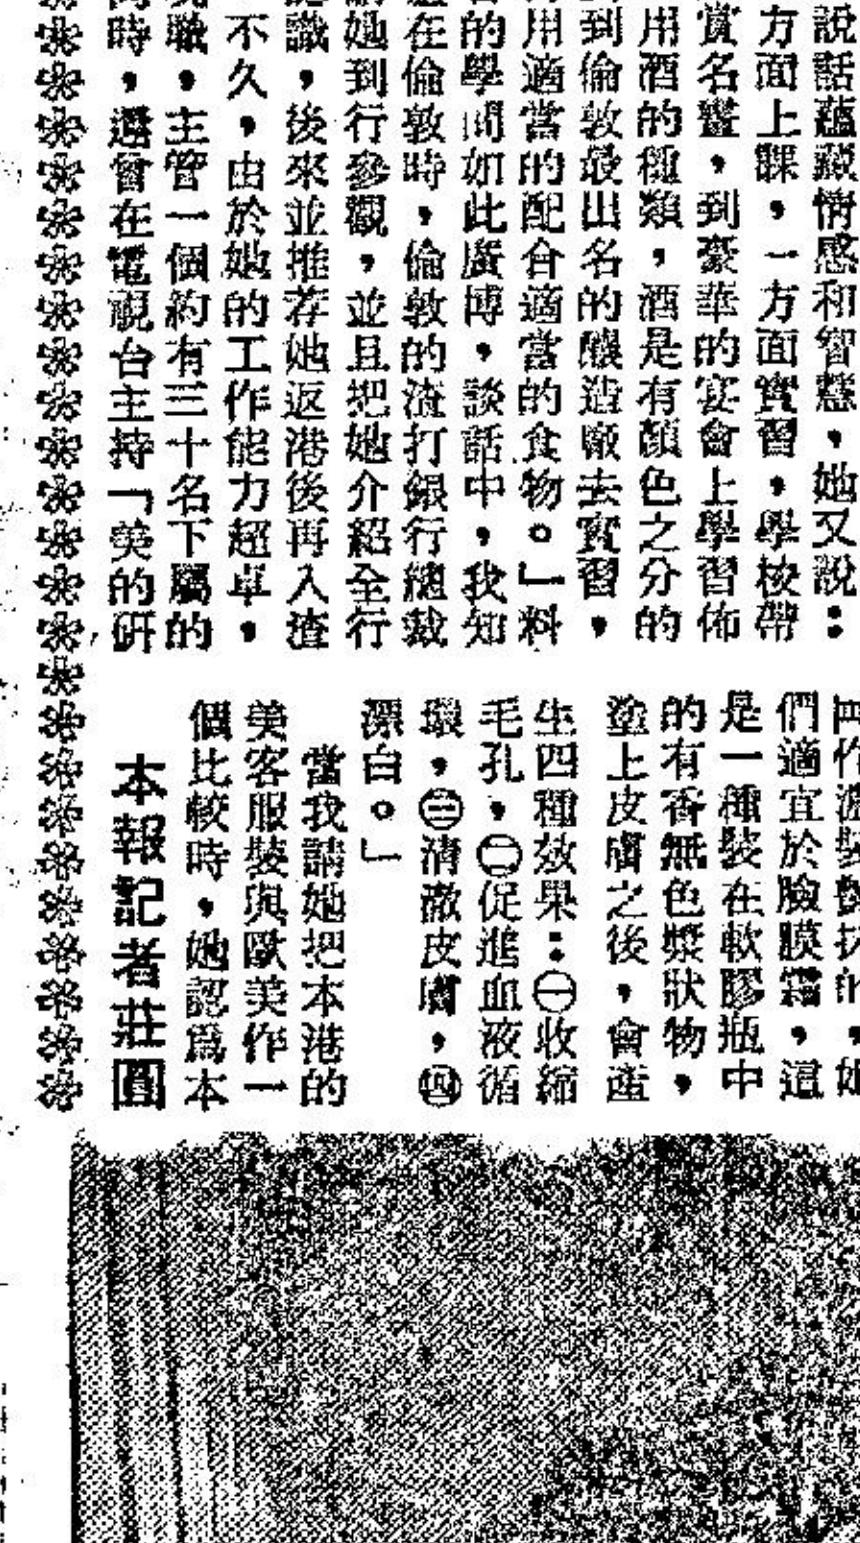 說話蘊藏情感和智慧，她又說：
方面上課，一方面實習，學校帶
賞名畫，到豪華的宴會上學習佈
用酒的種類，酒是有顏色之分的
到倫敦最出名的釀造廠去實習，
用適當的配合適當的食物。」料
的學問如此廣博，談話中，我知
在倫敦時，倫敦的渣打銀行總裁
她到行參觀，並且把她介紹全行
識，後來並推荐她返港後再入渣
不久，由於她的工作能力超卓，
職，主管一個約有三十名下屬的
時，還曾在電視台主持「美的研
們適宜於臉膜霜，這
是一種裝在軟膠瓶中
的有香無色漿狀物，
塗上皮膚之後，會產
生四種效果：㊀收縮
毛孔，㊁促進血液循
環，㊂清澈皮膚，㊃
漂白。」
當我請她把本港的
美容服裝與歐美作一
個比較時，她認爲本
本報記者莊圓